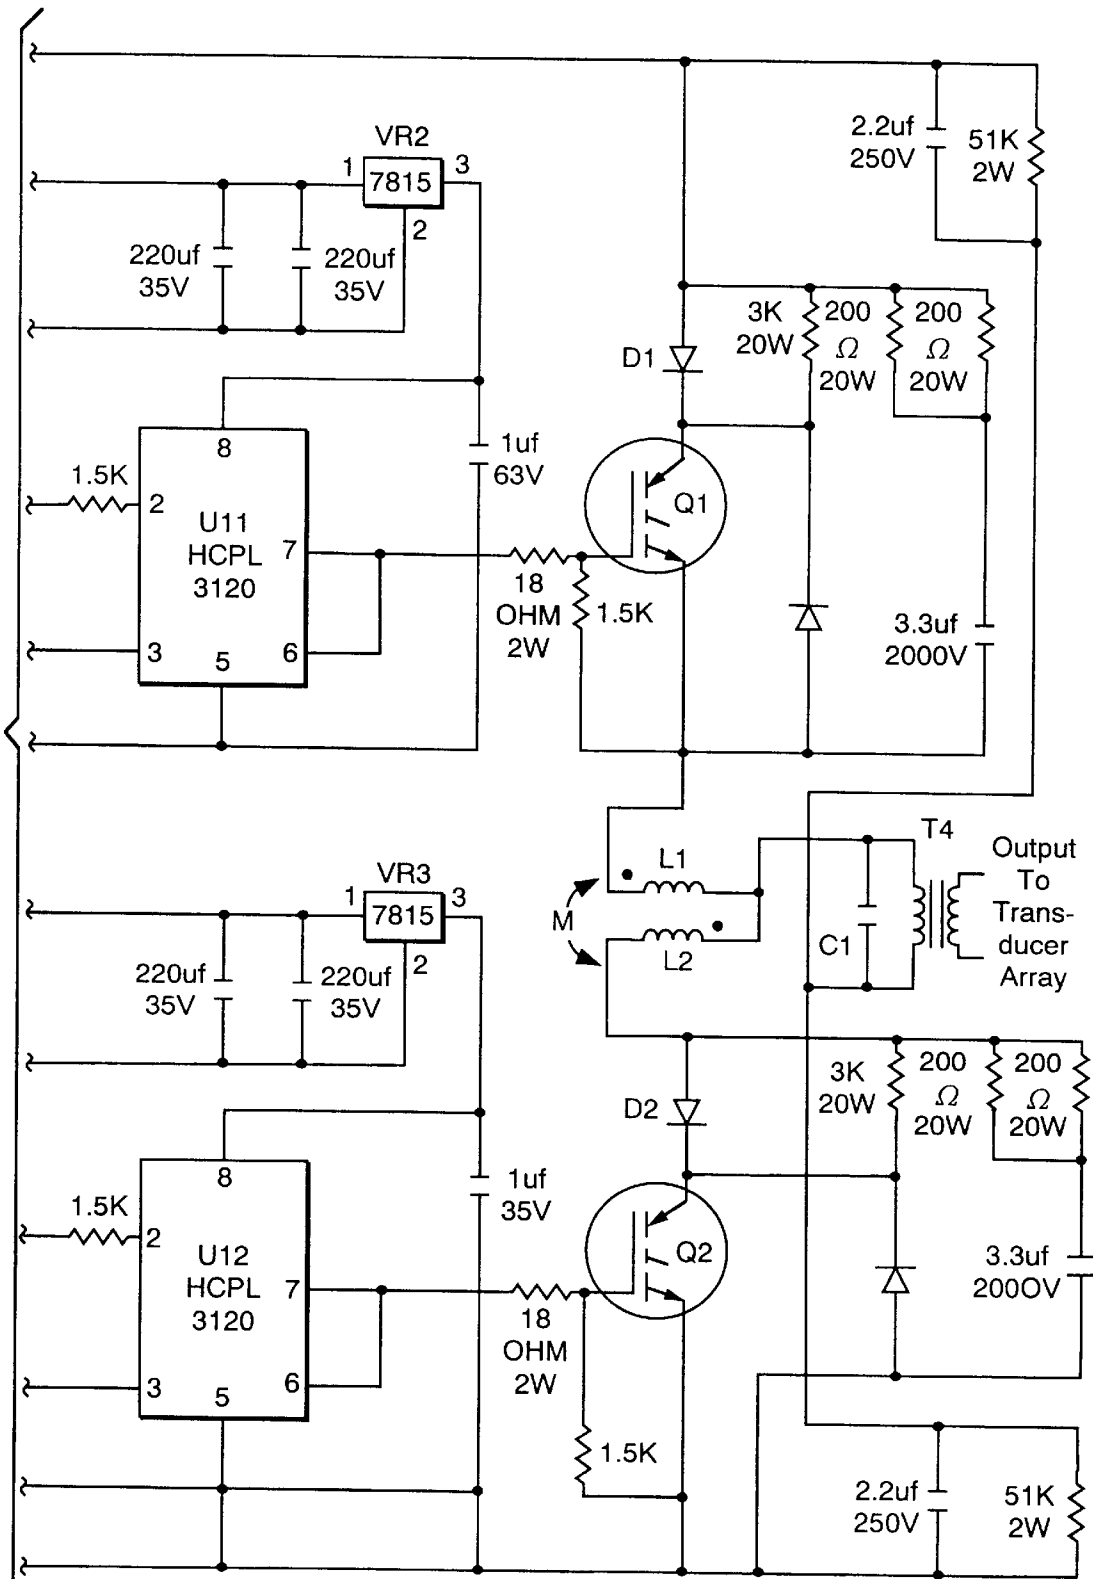 2.2uf
250V
51K
2W
VR2
1
7815
3
2
220uf
35V
220uf
35V
3K
20W
200
Ω
20W
200
Ω
20W
D1
8
1uf
63V
1.5K
2
U11
HCPL
3120
7
Q1
18
OHM
2W
1.5K
3.3uf
2000V
3
5
6
T4
Output
To
Trans-
ducer
Array
L1
M
L2
C1
VR3
1
7815
3
2
220uf
35V
220uf
35V
3K
20W
200
Ω
20W
200
Ω
20W
D2
8
1uf
35V
1.5K
2
U12
HCPL
3120
7
Q2
18
OHM
2W
3.3uf
200OV
3
5
6
1.5K
2.2uf
250V
51K
2W